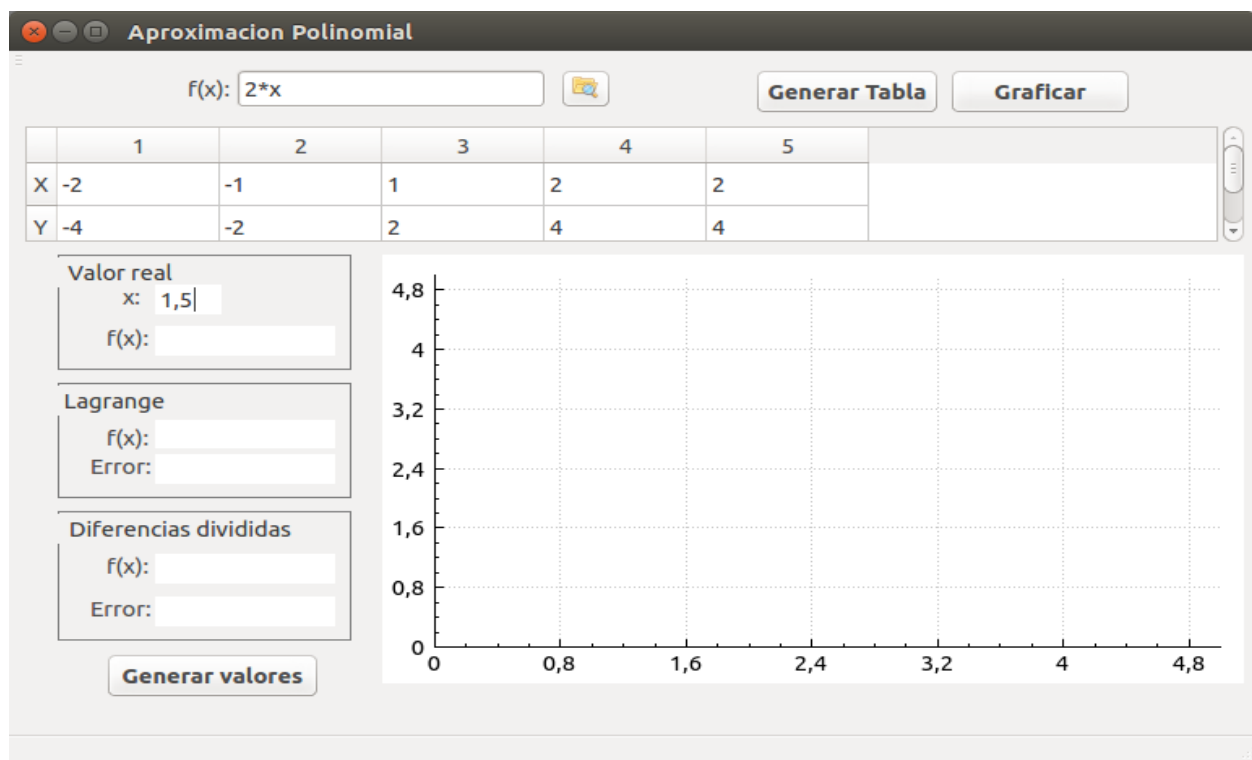 Aproximacion Polinomial
f(x): 2*x Generar Tabla Graficar
1 2 3 4 5
X -2 -1 1 2 2
Y -4 -2 2 4 4
Valor real
x: 1,5
f(x):
Lagrange
f(x):
Error:
Diferencias divididas
f(x):
Error:
Generar valores
4,8
4
3,2
2,4
1,6
0,8
0
0 0,8 1,6 2,4 3,2 4 4,8